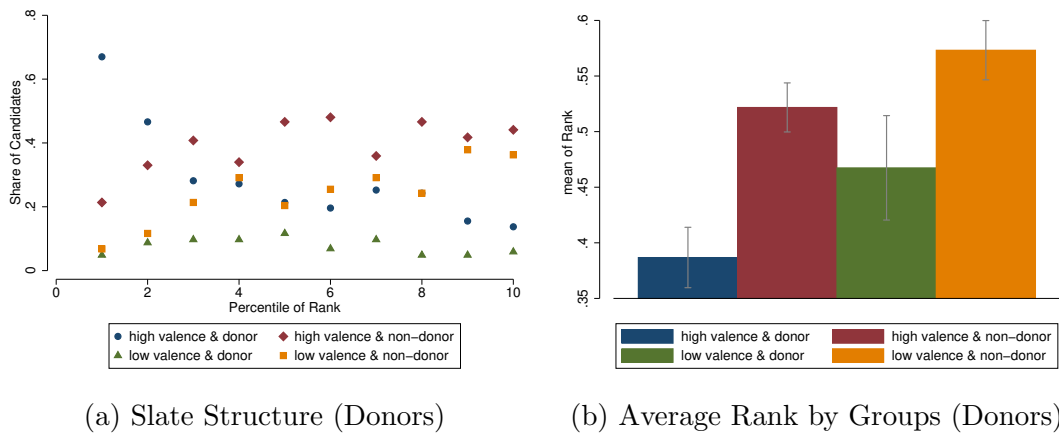 Share of Candidates
0 .2 .4 .6 .8
0 2 4 6 8 10
Percentile of Rank
high valence & donor high valence & non−donor
low valence & donor low valence & non−donor
(a) Slate Structure (Donors)
mean of Rank
.35 .4 .45 .5 .55 .6
high valence & donor high valence & non−donor
low valence & donor low valence & non−donor
(b) Average Rank by Groups (Donors)